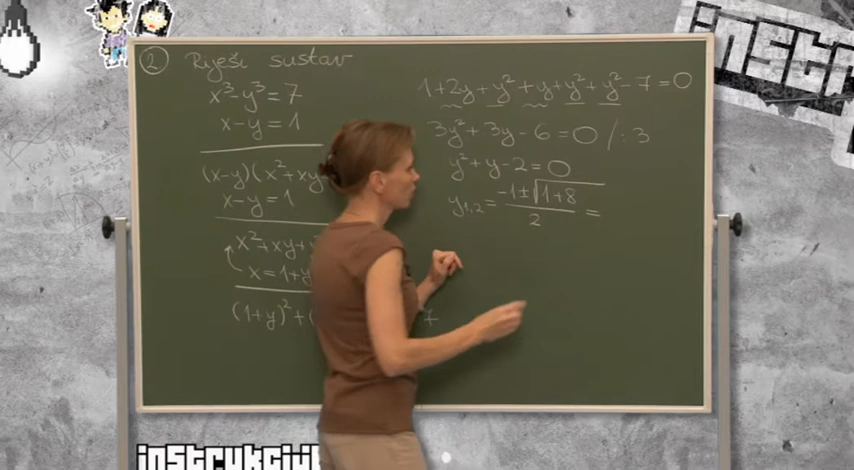 2 Riješi sustav
x³-y³=7
x-y=1
(x-y)(x²+xy
x-y=1
x²+xy+y
x=1+y
(1+y)²+(
7
1+2y+y²+y+y²+y²-7=0
3y²+3y-6=0 /:3
y²+y-2=0
y₁,₂=(-1±√(1+8))/2=
INSTRUKCIJE